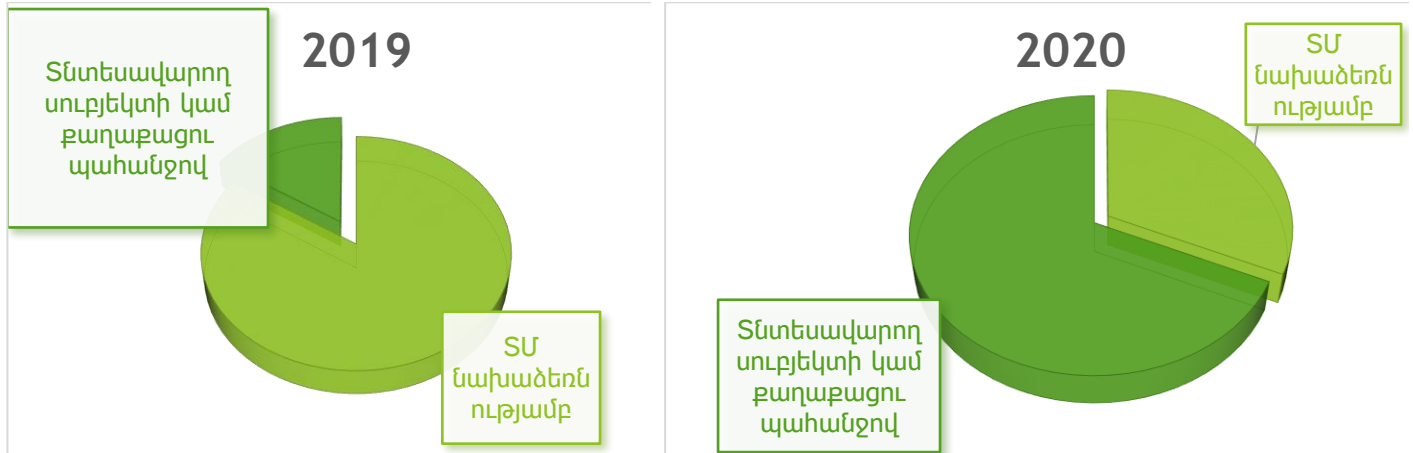 2019
Տնտեսավարող
սուբյեկտի կամ
քաղաքացու
պահանջով
ՏՄ
նախաձեռն
ությամբ
2020
ՏՄ
նախաձեռն
ությամբ
Տնտեսավարող
սուբյեկտի կամ
քաղաքացու
պահանջով